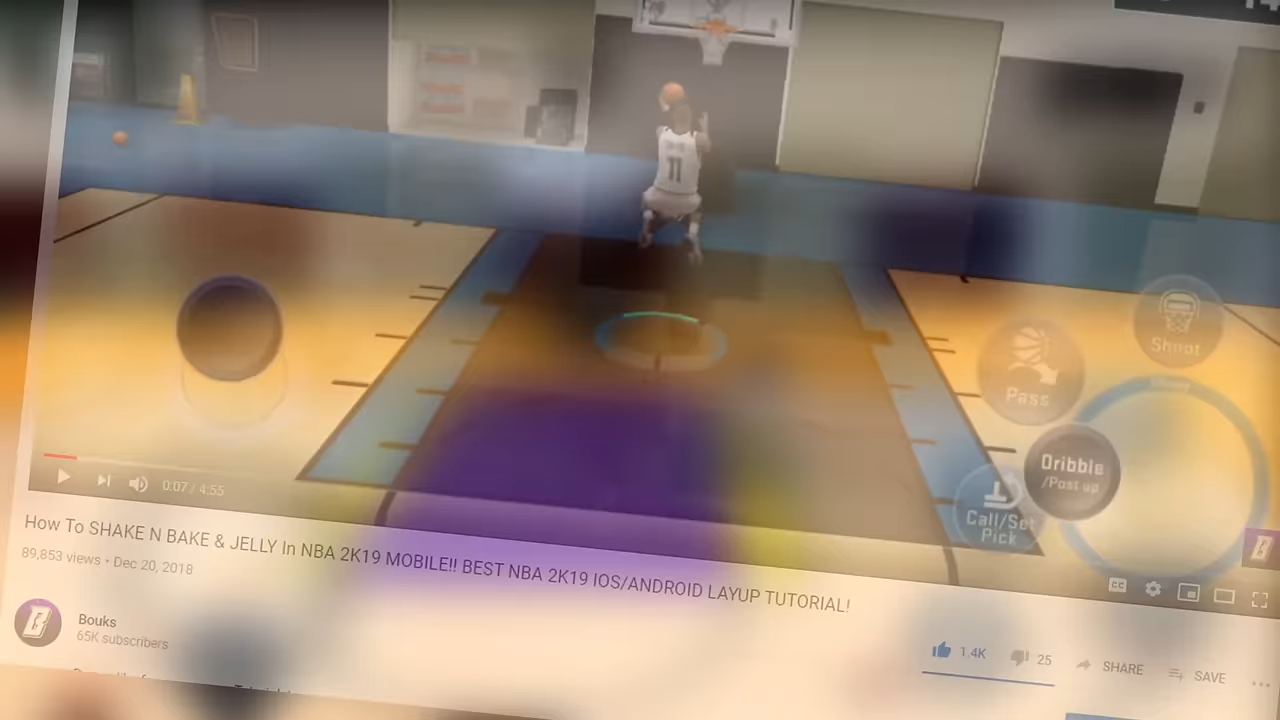 11
Shoot
Pass
Dribble
/Post up
Call/Set
Pick
0:07 / 4:55
CC
How To SHAKE N BAKE & JELLY In NBA 2K19 MOBILE!! BEST NBA 2K19 IOS/ANDROID LAYUP TUTORIAL!
89,853 views • Dec 20, 2018
B
Bouks
65K subscribers
1.4K
25
SHARE
SAVE